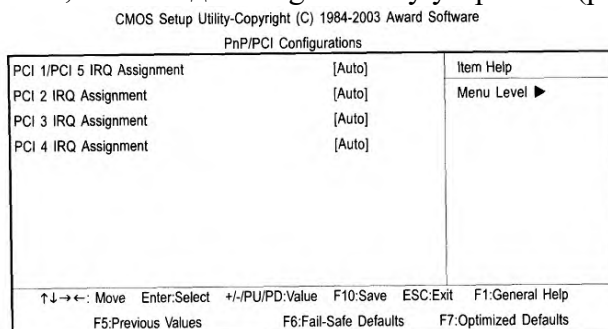 CMOS Setup Utility-Copyright (C) 1984-2003 Award Software
PnP/PCI Configurations
PCI 1/PCI 5 IRQ Assignment [Auto] Item Help
PCI 2 IRQ Assignment [Auto] Menu Level ▶
PCI 3 IRQ Assignment [Auto]
PCI 4 IRQ Assignment [Auto]
↑↓→←: Move Enter:Select +/-/PU/PD:Value F10:Save ESC:Exit F1:General Help
F5:Previous Values F6:Fail-Safe Defaults F7:Optimized Defaults